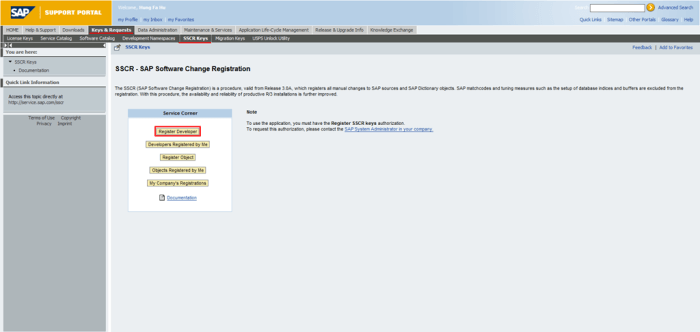 SAP SUPPORT PORTAL
Advanced Search
My Profile My Inbox My Favorites
Quick Links Sitemap Other Portals Glossary Help
HOME Help & Support Downloads Keys & Requests Data Administration Maintenance & Services Application Life-Cycle Management Release & Upgrade Info Knowledge Exchange
License Keys Service Catalog Software Catalog Development Namespaces SSCR Keys Migration Keys USPS Unlock Utility
You are here:
SSCR Keys
Documentation
Quick Link Information
Access this topic directly at
http://service.sap.com/sscr
Terms of Use Copyright
Privacy Imprint
SSCR Keys
Feedback | Add to Favorites
SSCR - SAP Software Change Registration
The SSCR (SAP Software Change Registration) is a procedure, valid from Release 3.0A, which registers all manual changes to SAP sources and SAP Dictionary objects. SAP matchcodes and tuning measures such as the setup of database indices and buffers are excluded from the
registration. With this procedure, the availability and reliability of productive R/3 installations is further improved.
Service Corner
Register Developer
Developers Registered by Me
Register Object
Objects Registered by Me
My Company's Registrations
Documentation
Note
To use the application, you must have the Register SSCR keys authorization.
To request this authorization, please contact the SAP System Administrator in your company.